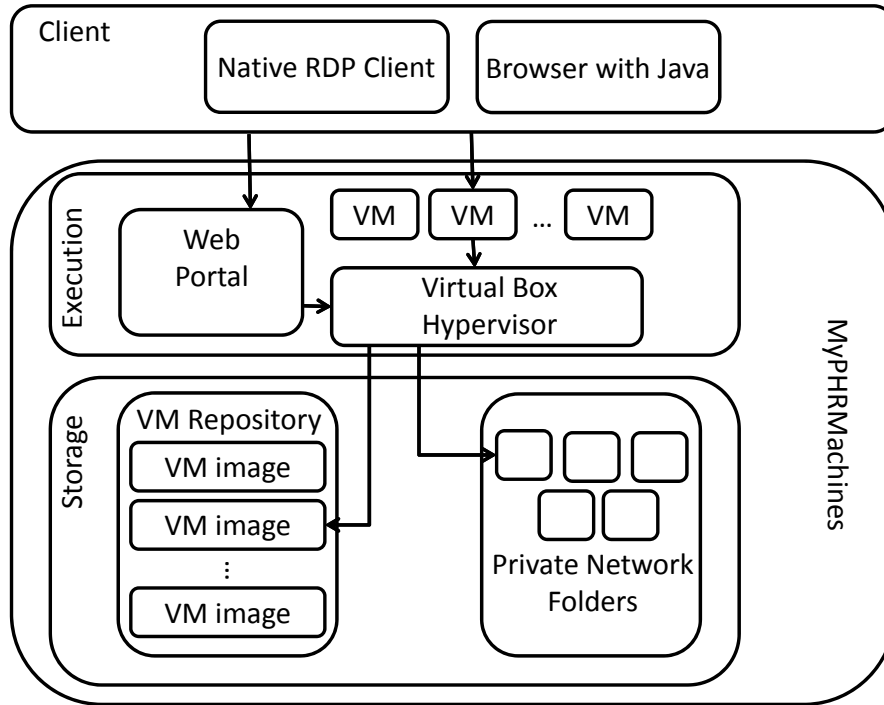 Client
Native RDP Client
Browser with Java
Execution
Web
Portal
VM
VM
...
VM
Virtual Box
Hypervisor
MyPHRMachines
Storage
VM Repository
VM image
VM image
...
VM image
Private Network
Folders